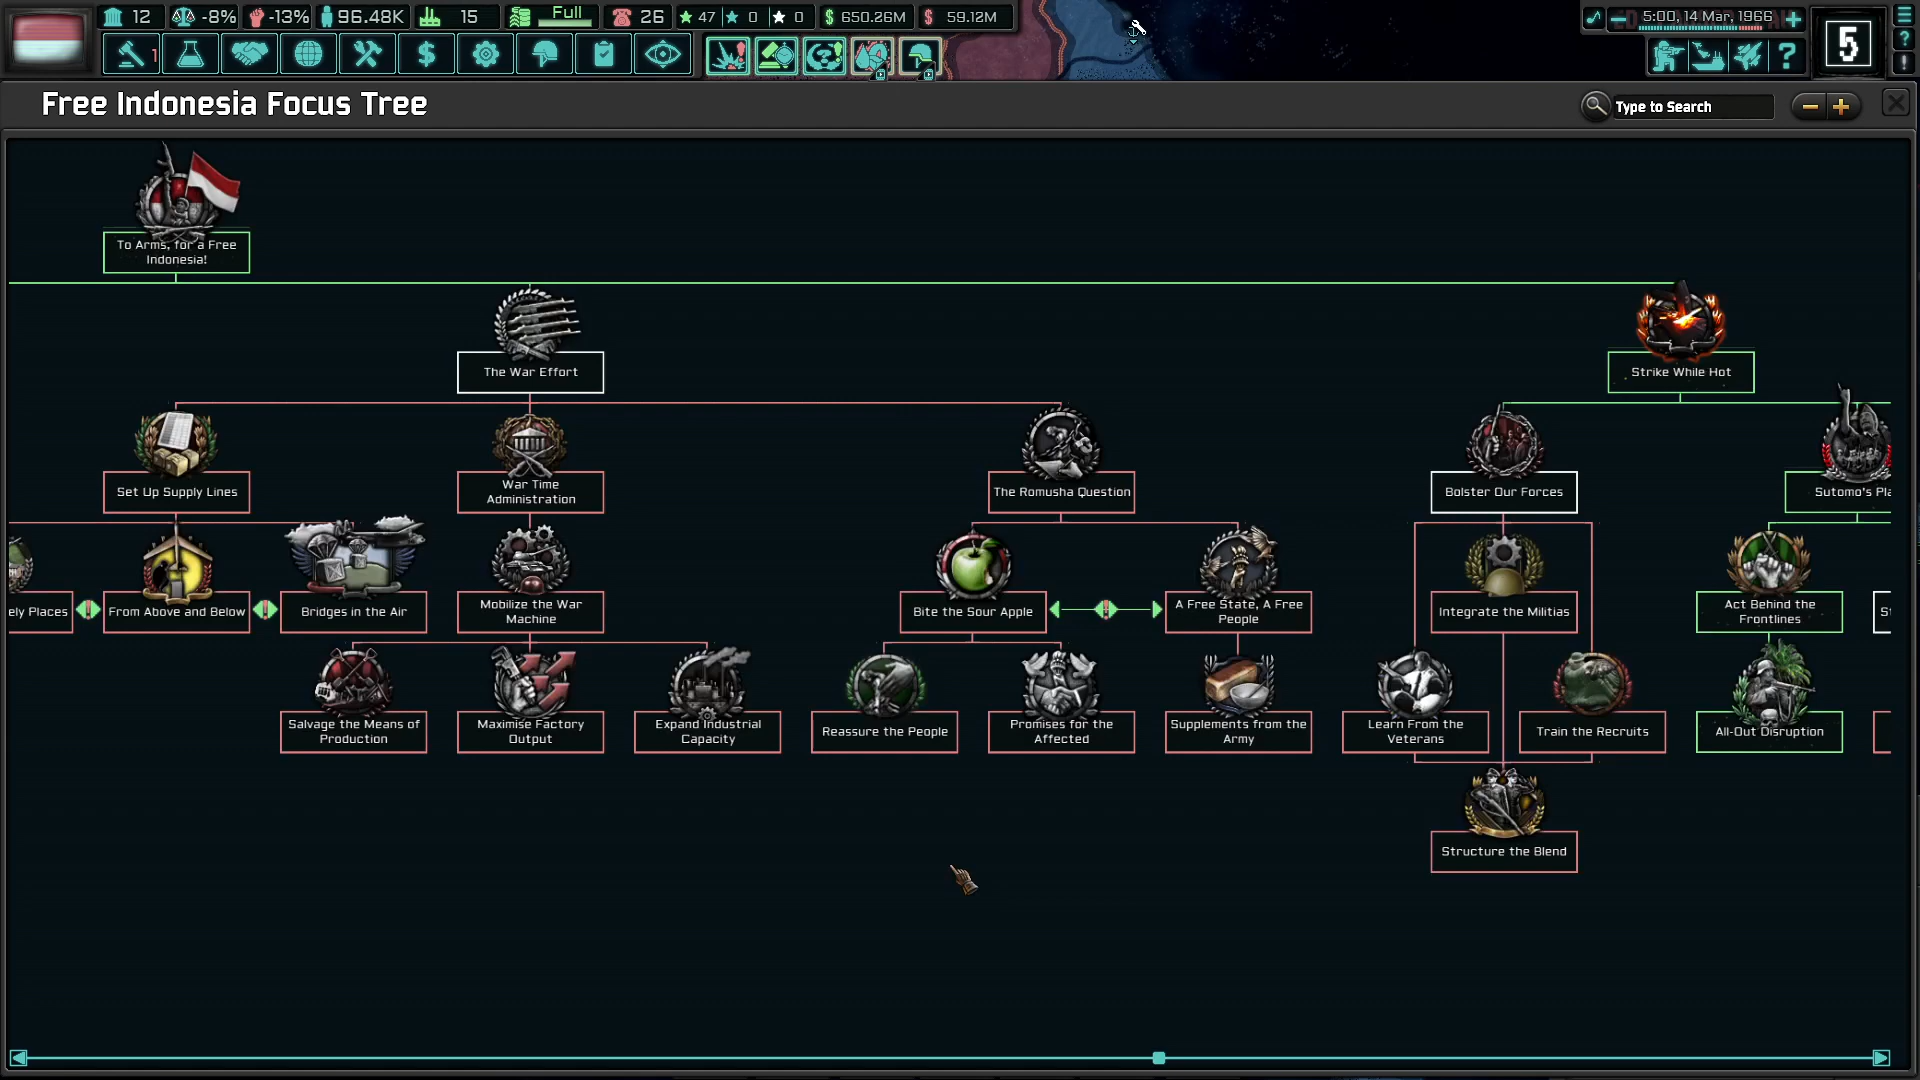 12
-8%
-13%
96.48K
15
Full
26
47
0
0
$ 650.26M
$ 59.12M
5:00, 14 Mar, 1966
5
1
Free Indonesia Focus Tree
Type to Search
To Arms, for a Free
Indonesia!
The War Effort
Strike While Hot
Set Up Supply Lines
War Time
Administration
The Romusha Question
Bolster Our Forces
Sutomo's Pla
ely Places
From Above and Below
Bridges in the Air
Mobilize the War
Machine
Bite the Sour Apple
A Free State, A Free
People
Integrate the Militias
Act Behind the
Frontlines
Salvage the Means of
Production
Maximise Factory
Output
Expand Industrial
Capacity
Reassure the People
Promises for the
Affected
Supplements from the
Army
Learn From the
Veterans
Train the Recruits
All-Out Disruption
Structure the Blend